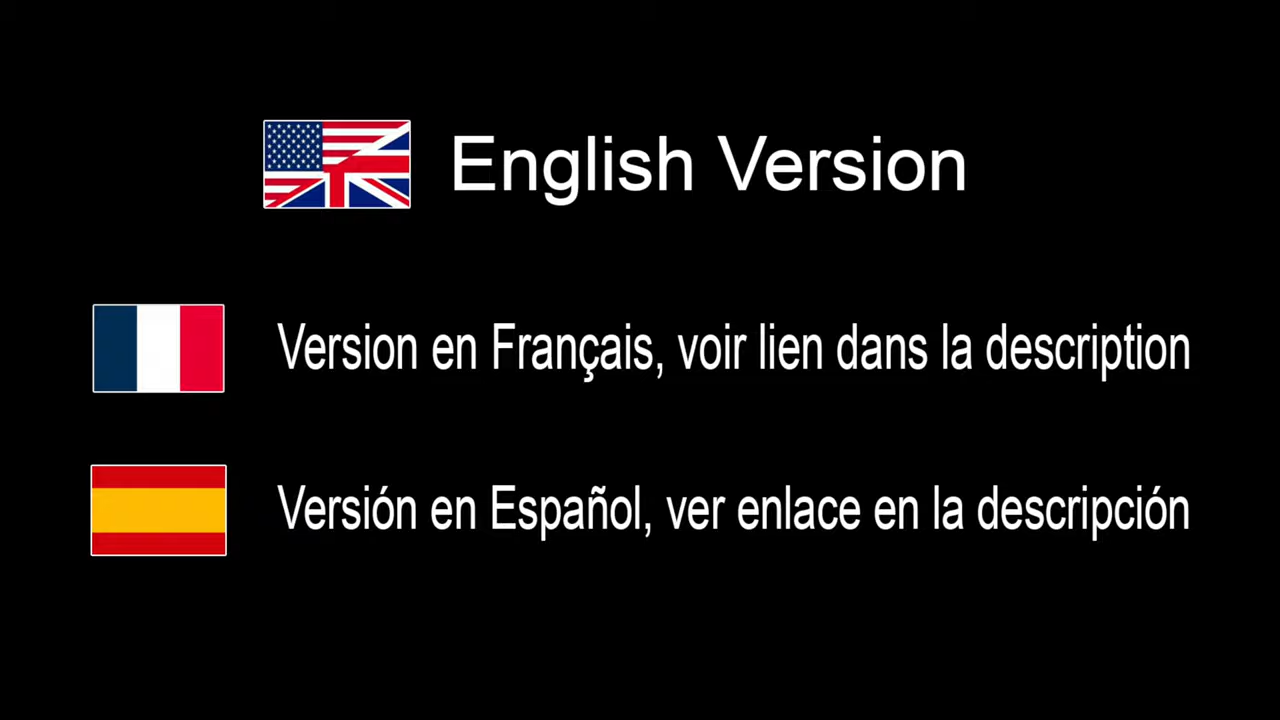 English Version
Version en Français, voir lien dans la description
Versión en Español, ver enlace en la descripción